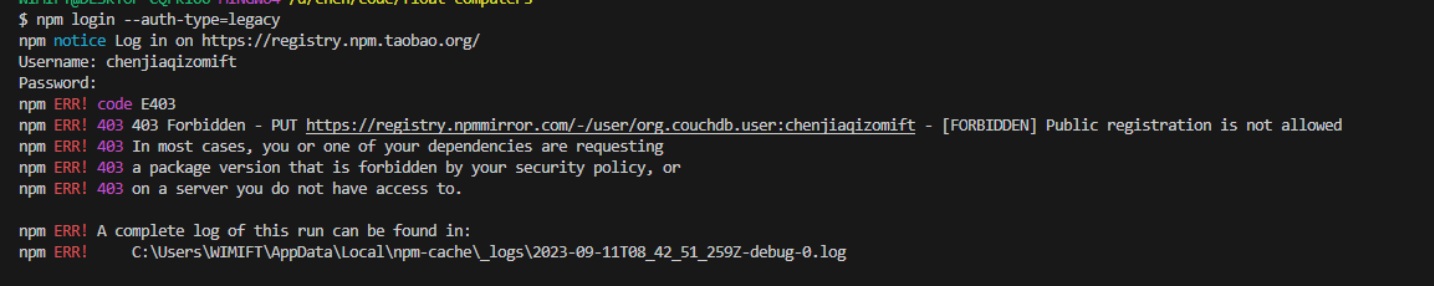 $ npm login --auth-type=legacy
npm notice Log in on https://registry.npm.taobao.org/
Username: chenjiaqizomift
Password:
npm ERR! code E403
npm ERR! 403 403 Forbidden - PUT https://registry.npmmirror.com/-/user/org.couchdb.user:chenjiaqizomift - [FORBIDDEN] Public registration is not allowed
npm ERR! 403 In most cases, you or one of your dependencies are requesting
npm ERR! 403 a package version that is forbidden by your security policy, or
npm ERR! 403 on a server you do not have access to.
npm ERR! A complete log of this run can be found in:
npm ERR!     C:\Users\WIMIFT\AppData\Local\npm-cache\_logs\2023-09-11T08_42_51_259Z-debug-0.log